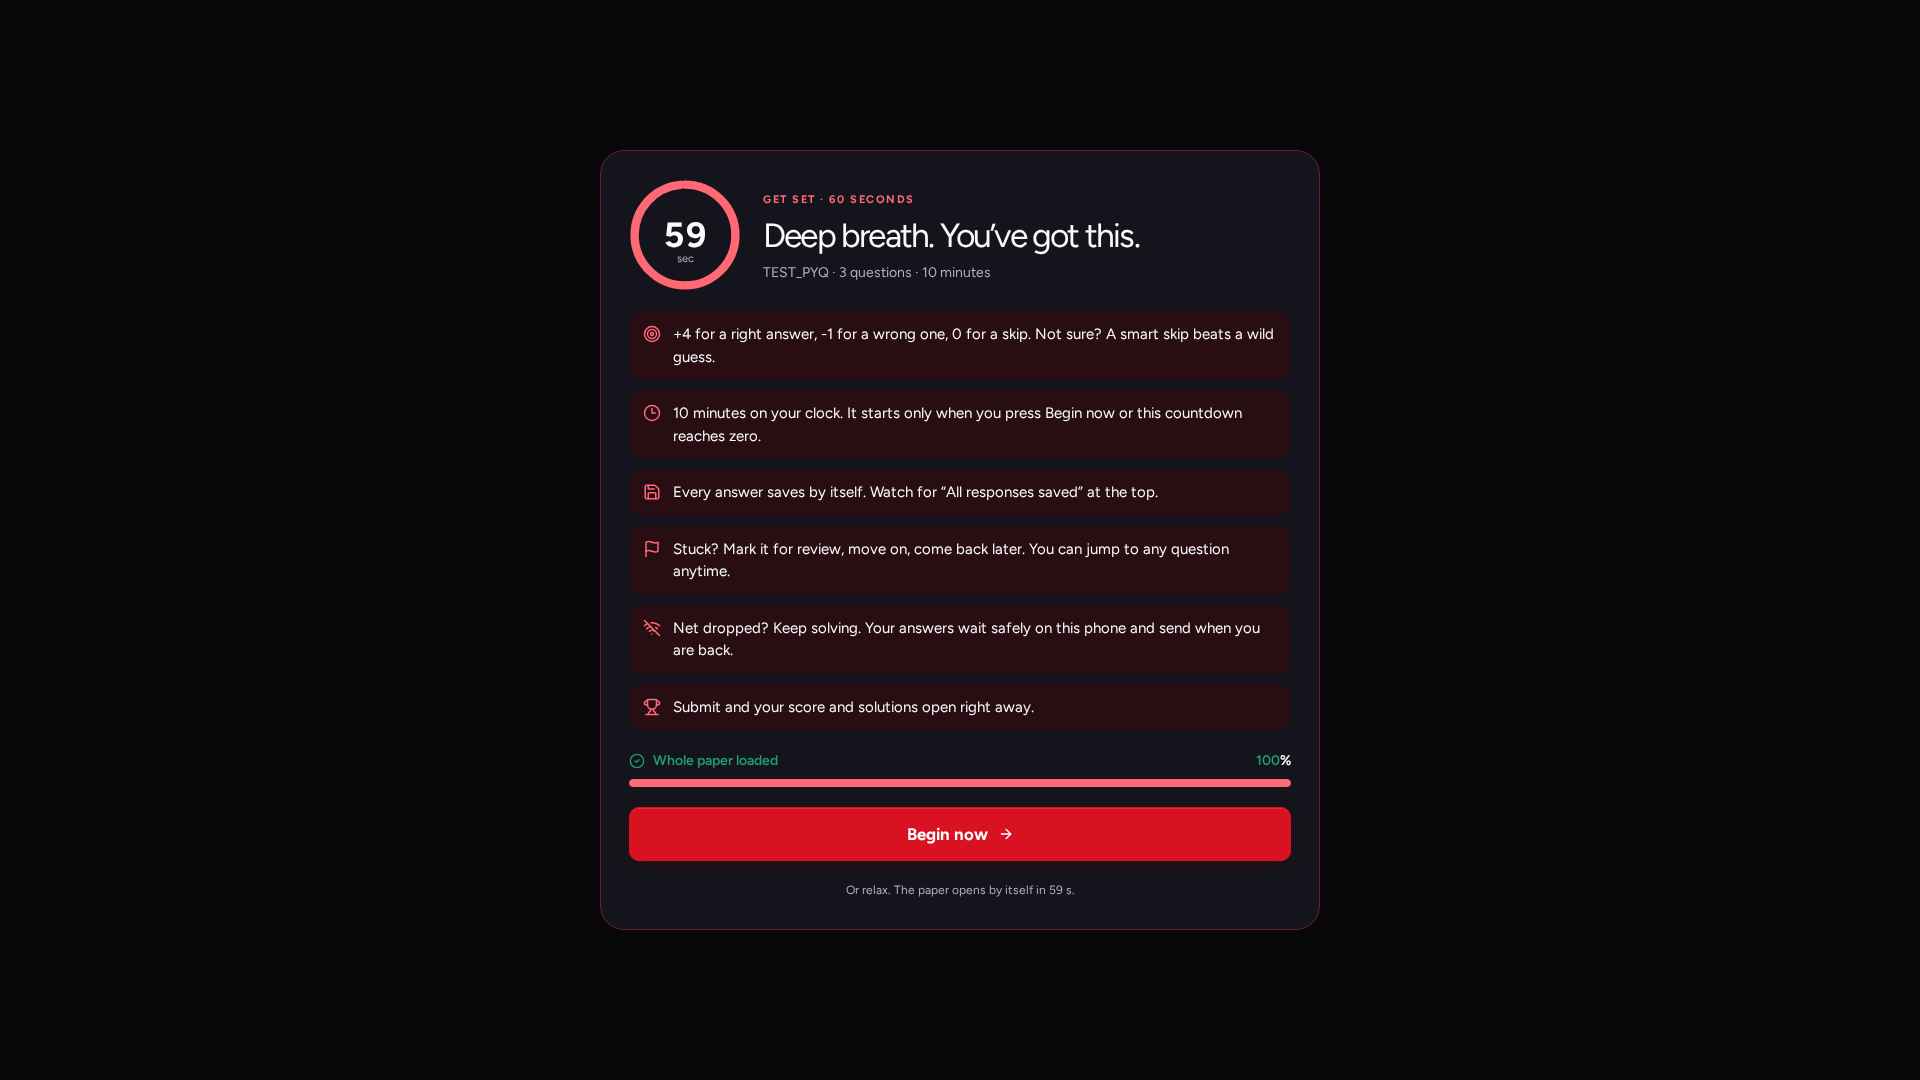 59
sec
GET SET · 60 SECONDS
Deep breath. You’ve got this.
TEST_PYQ · 3 questions · 10 minutes
+4 for a right answer, -1 for a wrong one, 0 for a skip. Not sure? A smart skip beats a wild
guess.
10 minutes on your clock. It starts only when you press Begin now or this countdown
reaches zero.
Every answer saves by itself. Watch for “All responses saved” at the top.
Stuck? Mark it for review, move on, come back later. You can jump to any question
anytime.
Net dropped? Keep solving. Your answers wait safely on this phone and send when you
are back.
Submit and your score and solutions open right away.
Whole paper loaded 100%
Begin now →
Or relax. The paper opens by itself in 59 s.